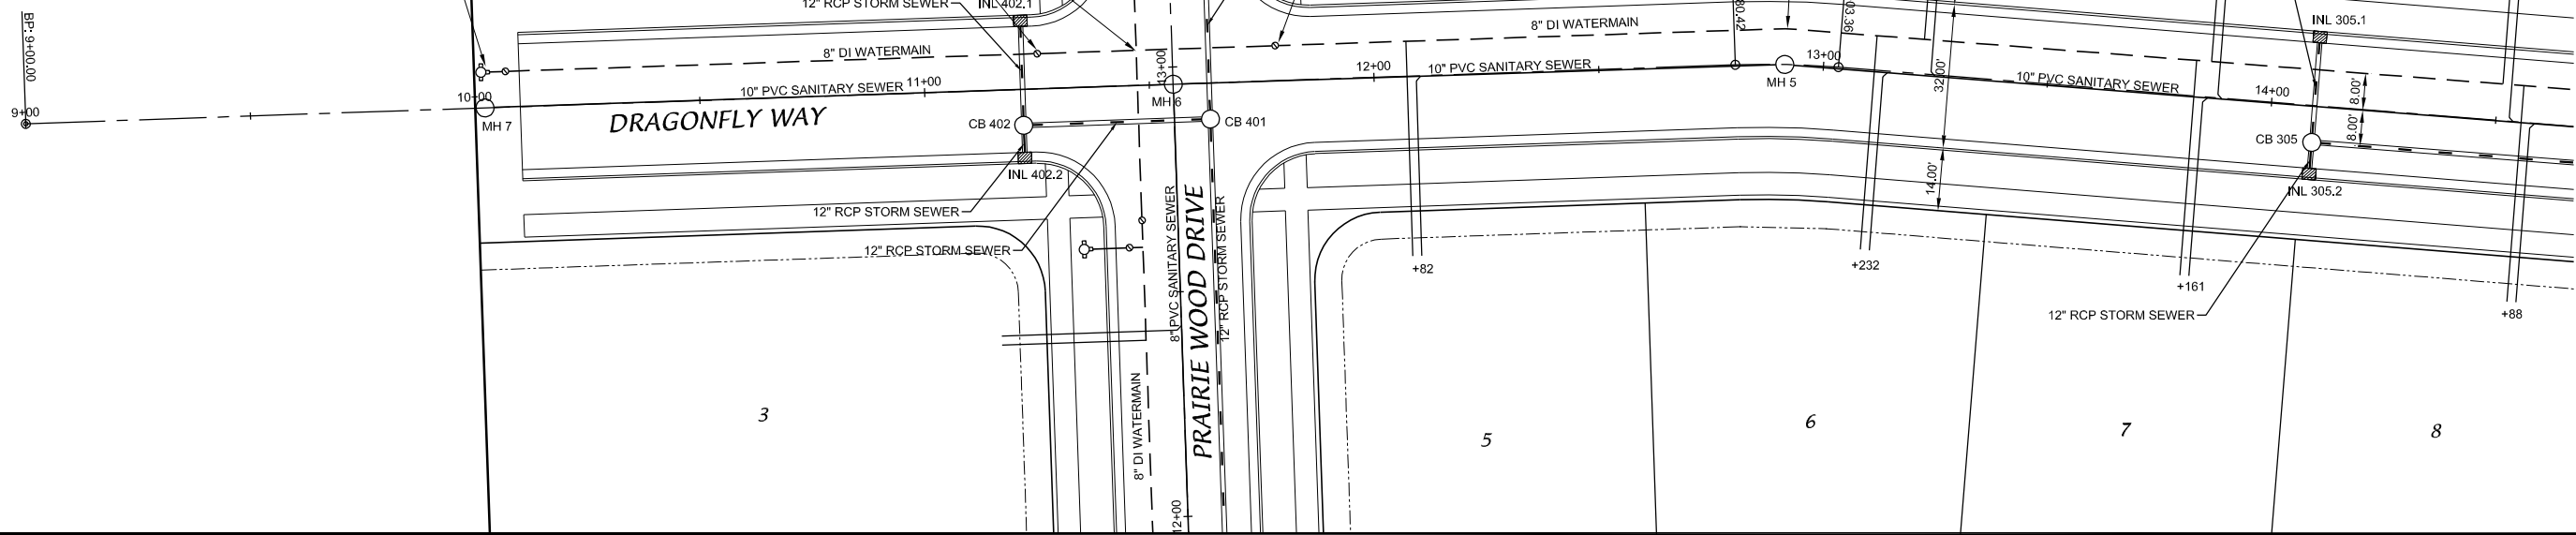 12" RCP STORM SEWER
INL 402.1
80.42
03.36
INL 305.1
BP: 9+00.00
8" DI WATERMAIN
8" DI WATERMAIN
13+00
12+00
10" PVC SANITARY SEWER
13+00
MH 5
32.00'
10" PVC SANITARY SEWER
14+00
8.00'
8.00'
9+00
10+00
10" PVC SANITARY SEWER
11+00
MH 6
MH 7
DRAGONFLY WAY
CB 402
CB 401
CB 305
INL 402.2
14.00'
INL 305.2
12" RCP STORM SEWER
12" RCP STORM SEWER
8" PVC SANITARY SEWER
PRAIRIE WOOD DRIVE
12" RCP STORM SEWER
+82
+232
+161
12" RCP STORM SEWER
+88
8" DI WATERMAIN
3
5
6
7
8
12+00